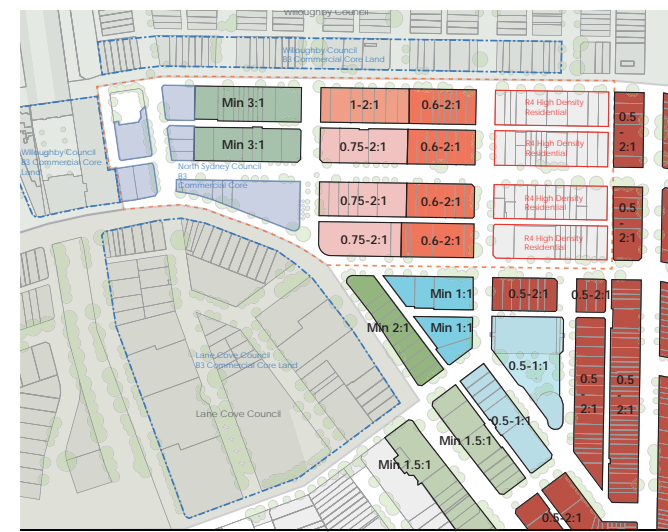 Willoughby Council
Willoughby Council
B3 Commercial Core Land
Min 3:1
1-2:1
0.6-2:1
R4 High Density
Residential
0.5
-
2:1
Willoughby Council
B3 Commercial Core
Land
Min 3:1
0.75-2:1
0.6-2:1
R4 High Density
Residential
North Sydney Council
B3
Commercial Core
0.75-2:1
0.6-2:1
R4 High Density
Residential
0.5
-
2:1
0.75-2:1
0.6-2:1
R4 High Density
Residential
Min 1:1
0.5-2:1
0.5-2:1
Min 2:1
Min 1:1
Lane Cove Council
B3 Commercial Core Land
0.5-1:1
0.5
-
2:1
0.5
-
2:1
Lane Cove Council
0.5-1:1
Min 1.5:1
Min 1.5:1
0.5-2:1